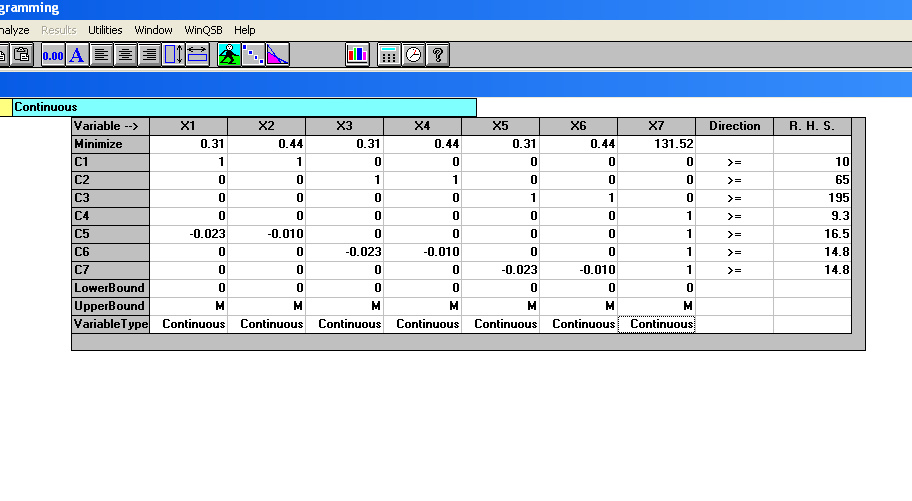 gramming
nalyze Results Utilities Window WinQSB Help
0.00 A ?
Continuous
Variable --> X1 X2 X3 X4 X5 X6 X7 Direction R. H. S.
Minimize 0.31 0.44 0.31 0.44 0.31 0.44 131.52
C1 1 1 0 0 0 0 0 >= 10
C2 0 0 1 1 0 0 0 >= 65
C3 0 0 0 0 1 1 0 >= 195
C4 0 0 0 0 0 0 1 >= 9.3
C5 -0.023 -0.010 0 0 0 0 1 >= 16.5
C6 0 0 -0.023 -0.010 0 0 1 >= 14.8
C7 0 0 0 0 -0.023 -0.010 1 >= 14.8
LowerBound 0 0 0 0 0 0 0
UpperBound M M M M M M M
VariableType Continuous Continuous Continuous Continuous Continuous Continuous Continuous